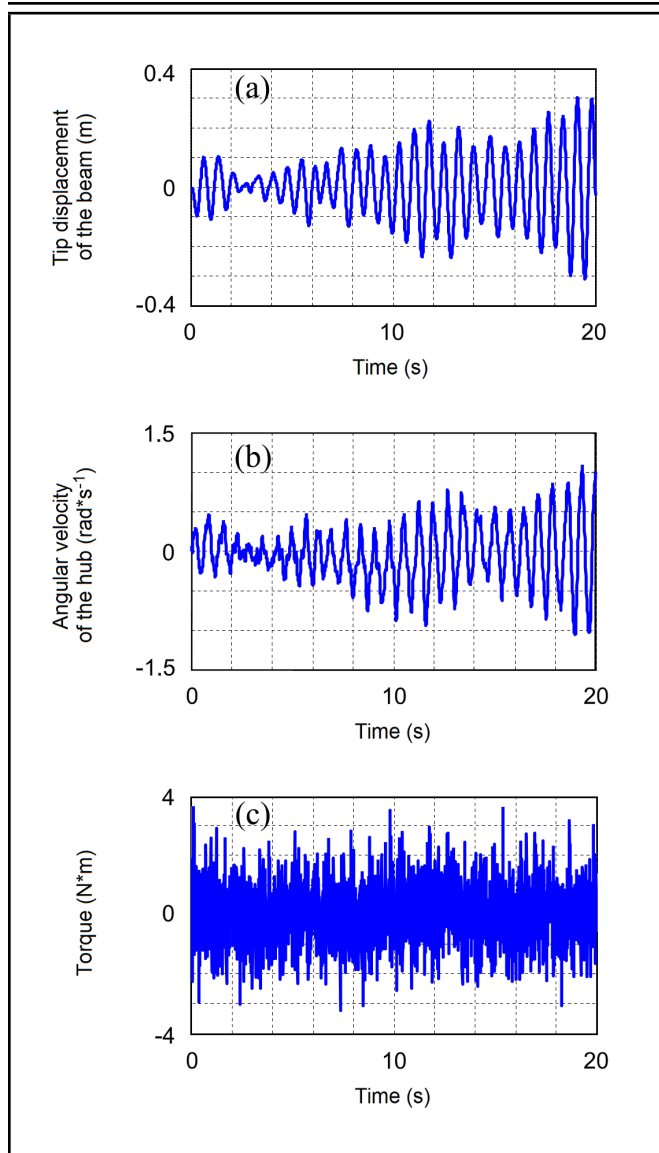 (a)
0.4
0
-0.4
Tip displacement
of the beam (m)
0
10
20
Time (s)
(b)
1.5
0
-1.5
Angular velocity
of the hub (rad*s-1)
0
10
20
Time (s)
(c)
4
0
-4
Torque (N*m)
0
10
20
Time (s)